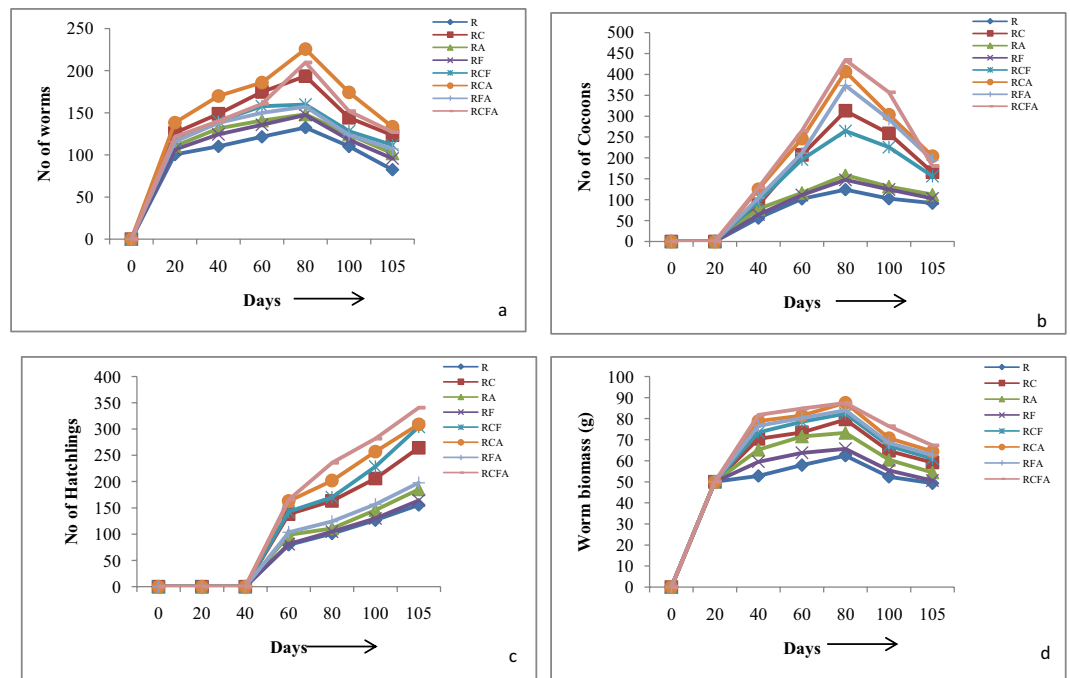 No of worms
250
200
150
100
50
0
0 20 40 60 80 100 105
Days
R
RC
RA
RF
RCF
RCA
RFA
RCFA
a
No of Cocoons
500
450
400
350
300
250
200
150
100
50
0
0 20 40 60 80 100 105
Days
R
RC
RA
RF
RCF
RCA
RFA
RCFA
b
No of Hatchlings
400
350
300
250
200
150
100
50
0
0 20 40 60 80 100 105
Days
R
RC
RA
RF
RCF
RCA
RFA
RCFA
c
Worm biomass (g)
100
90
80
70
60
50
40
30
20
10
0
0 20 40 60 80 100 105
Days
R
RC
RA
RF
RCF
RCA
RFA
RCFA
d